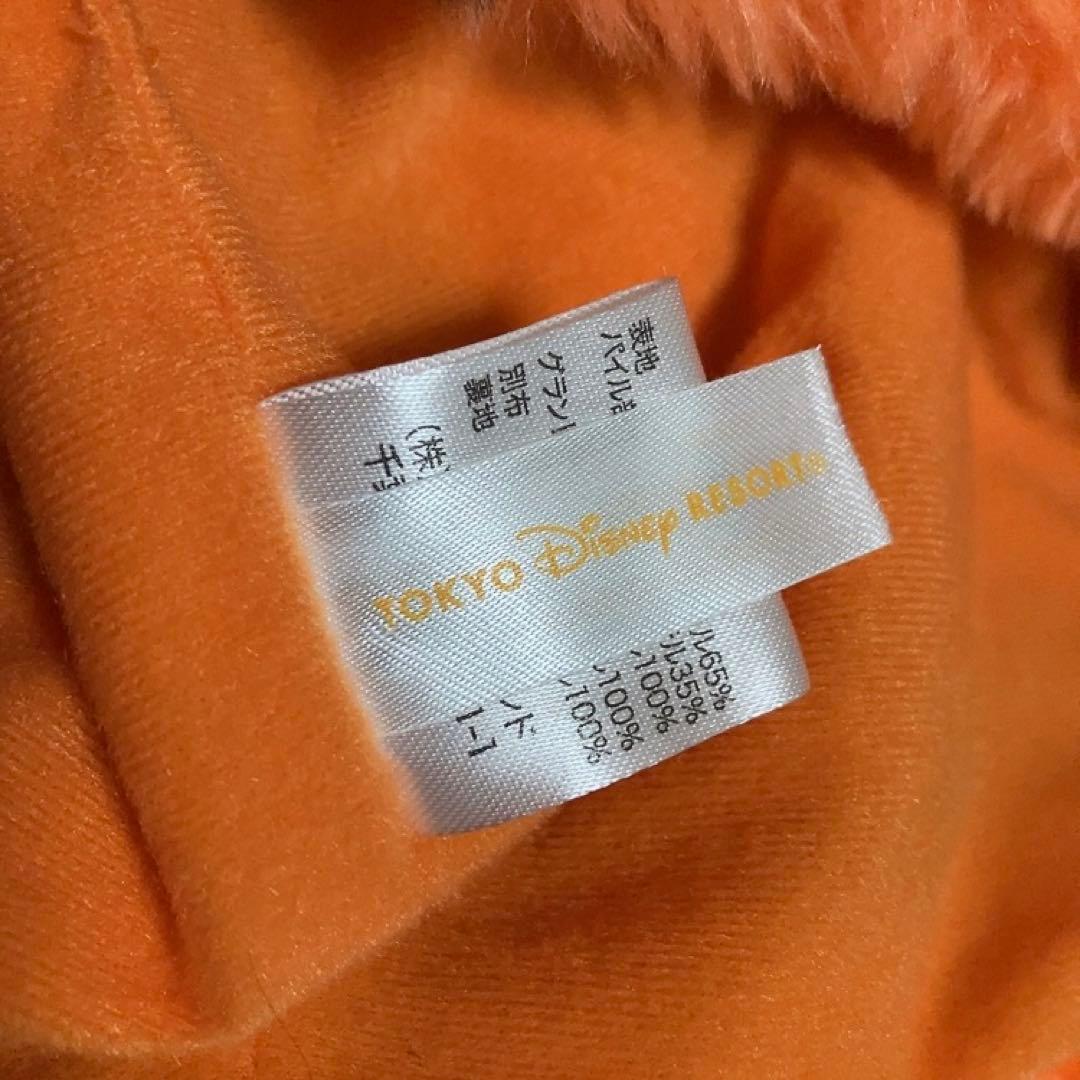 TOKYO Disney RESORT®
表地
パイル
グラン
別布
裏地
(株)
ル65%
ル35%
100%
100%
100%
ンド
1-1